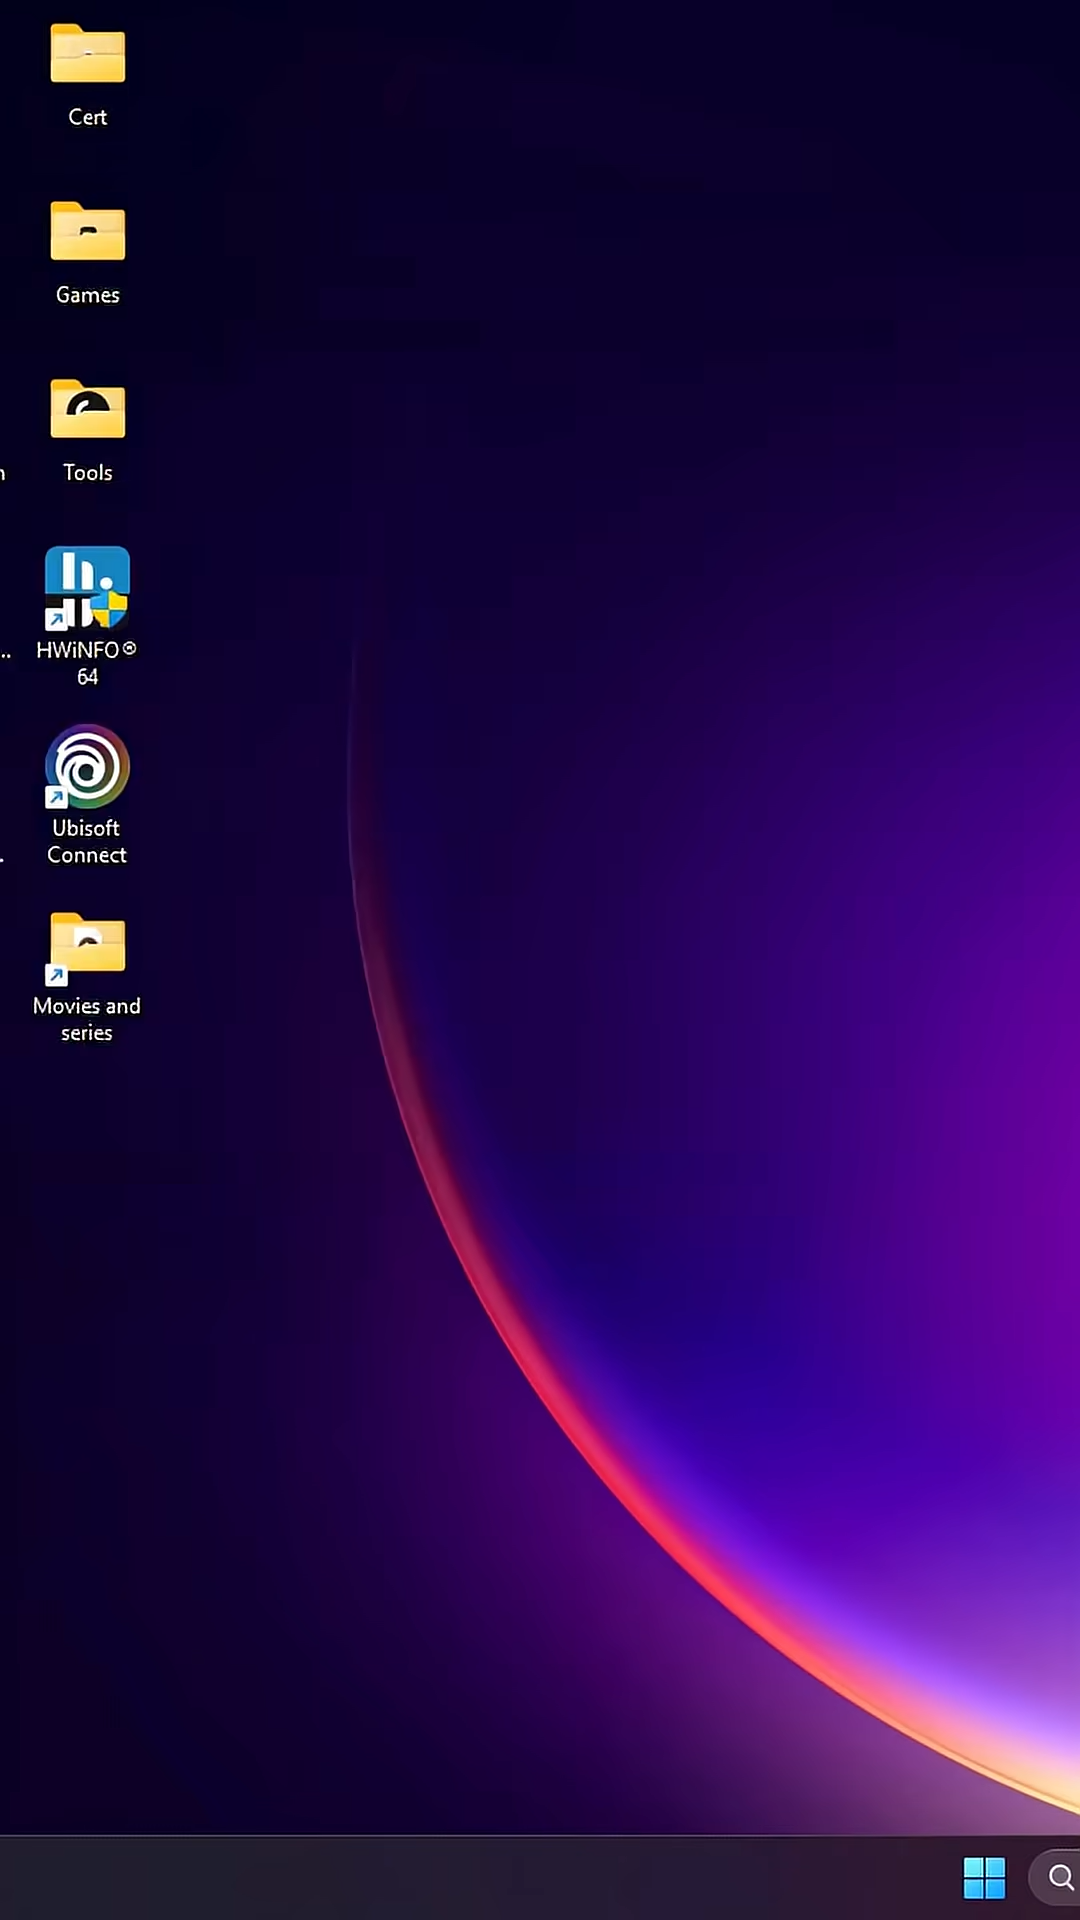 Cert
Games
Tools
HWiNFO®
64
Ubisoft
Connect
Movies and
series